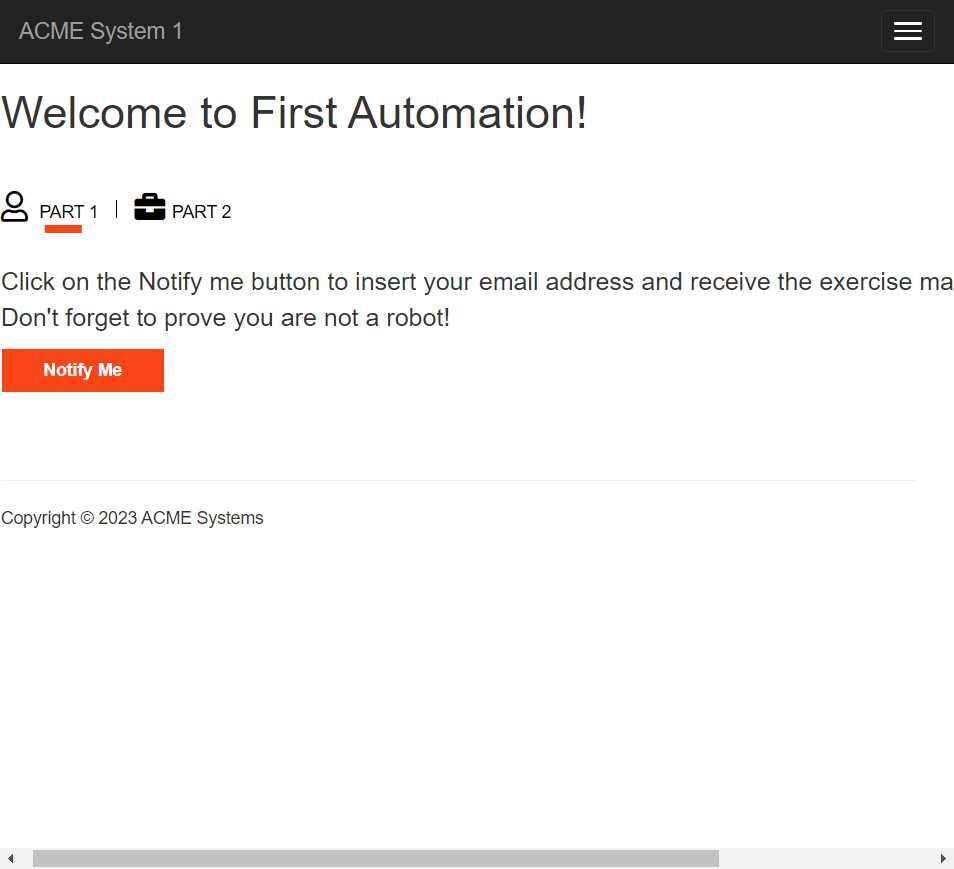 ACME System 1
Welcome to First Automation!
PART 1 | PART 2
Click on the Notify me button to insert your email address and receive the exercise ma
Don't forget to prove you are not a robot!
Notify Me
Copyright © 2023 ACME Systems